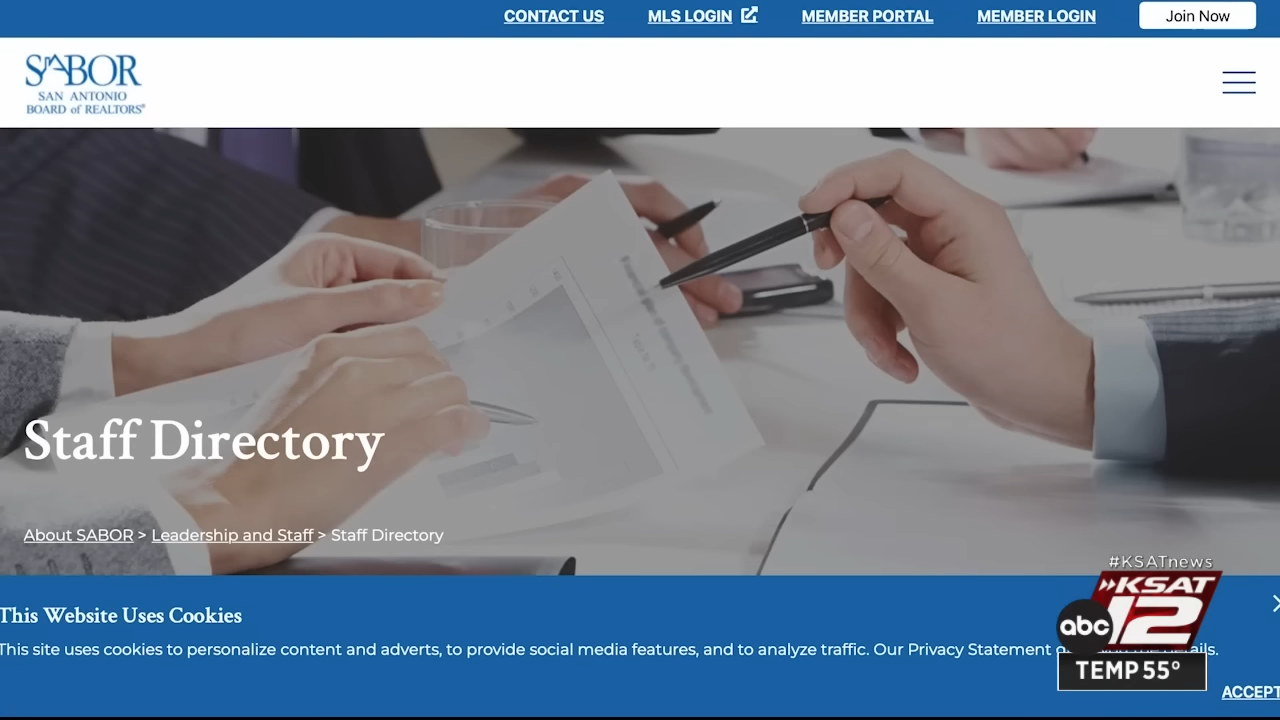 CONTACT US MLS LOGIN MEMBER PORTAL MEMBER LOGIN Join Now
SABOR
SAN ANTONIO
BOARD of REALTORS®
Staff Directory
About SABOR > Leadership and Staff > Staff Directory
#KSATnews
This Website Uses Cookies
KSAT
abc 12
This site uses cookies to personalize content and adverts, to provide social media features, and to analyze traffic. Our Privacy Statement
TEMP 55°
ACCEPT